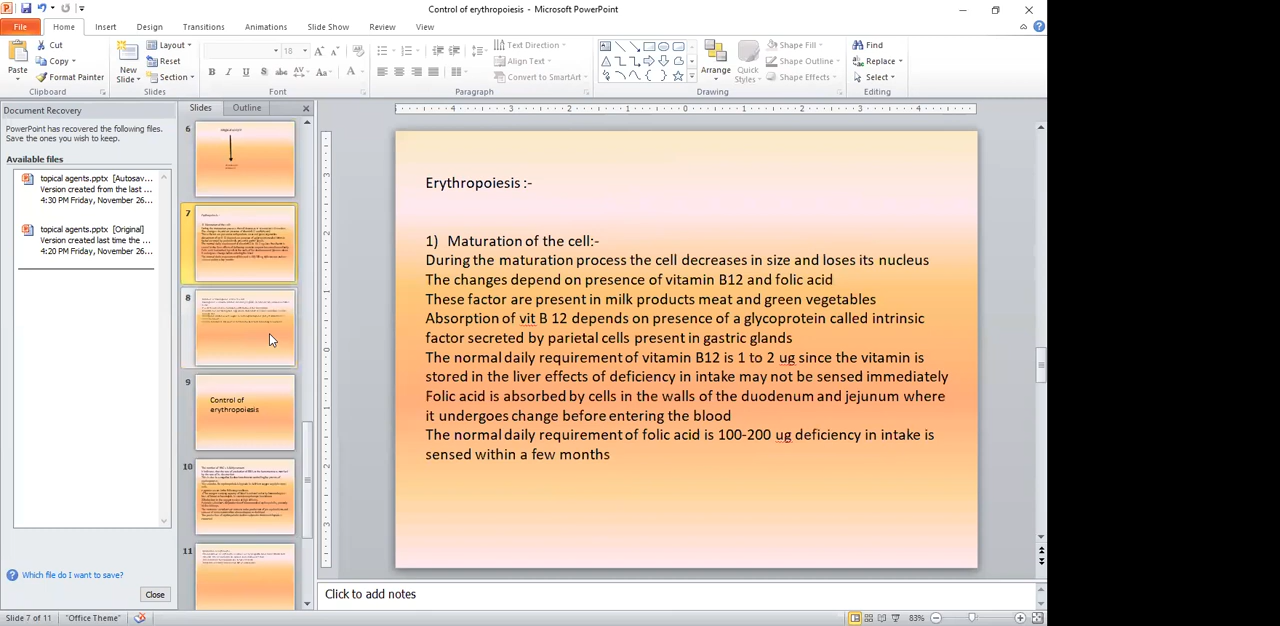 Control of erythropoiesis - Microsoft PowerPoint
File Home Insert Design Transitions Animations Slide Show Review View
Cut
Copy
Format Painter
Paste
Clipboard
New Slide
Layout
Reset
Section
Slides
18
Font
Text Direction
Align Text
Convert to SmartArt
Paragraph
Arrange
Quick Styles
Shape Fill
Shape Outline
Shape Effects
Drawing
Find
Replace
Select
Editing
Document Recovery
PowerPoint has recovered the following files.
Save the ones you wish to keep.
Available files
topical agents.pptx [Autosav...
Version created from the last ...
4:30 PM Friday, November 26...
topical agents.pptx [Original]
Version created last time the ...
4:20 PM Friday, November 26...
Which file do I want to save?
Close
Slides Outline
6
7
8
9
Control of
erythropoiesis
10
11
Erythropoiesis :-
1) Maturation of the cell:-
During the maturation process the cell decreases in size and loses its nucleus
The changes depend on presence of vitamin B12 and folic acid
These factor are present in milk products meat and green vegetables
Absorption of vit B 12 depends on presence of a glycoprotein called intrinsic
factor secreted by parietal cells present in gastric glands
The normal daily requirement of vitamin B12 is 1 to 2 ug since the vitamin is
stored in the liver effects of deficiency in intake may not be sensed immediately
Folic acid is absorbed by cells in the walls of the duodenum and jejunum where
it undergoes change before entering the blood
The normal daily requirement of folic acid is 100-200 ug deficiency in intake is
sensed within a few months
Click to add notes
Slide 7 of 11 "Office Theme" 83%